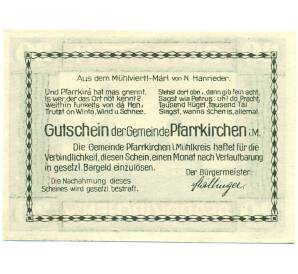 Aus dem Mühlviertl-Märl von N. Hanrieder.
Und Pfarrkira hat mas gnennt.
Is wer, der das Ort nöt kennt?
Weithin funkelts von da Heh,
Trutzt on Winta, Wind u Schnee.
Stehst dort obn, dann gib fein acht.
Siagst wia Petrus: uh! dö Pracht,
Tausend Hügel, tausend Tal
Siagst, wanns schen is, allemal.
Gutschein der Gemeinde Pfarrkirchen i.M.
Die Gemeinde Pfarrkirchen i. Mühlkreis haftet für die
Verbindlichkeit, diesen Schein, einen Monat nach Verlautbarung
in gesetzl. Bargeld einzulösen.
Der Bürgermeister:
Die Nachahmung dieses
Scheines wird gesetzl. bestraft.